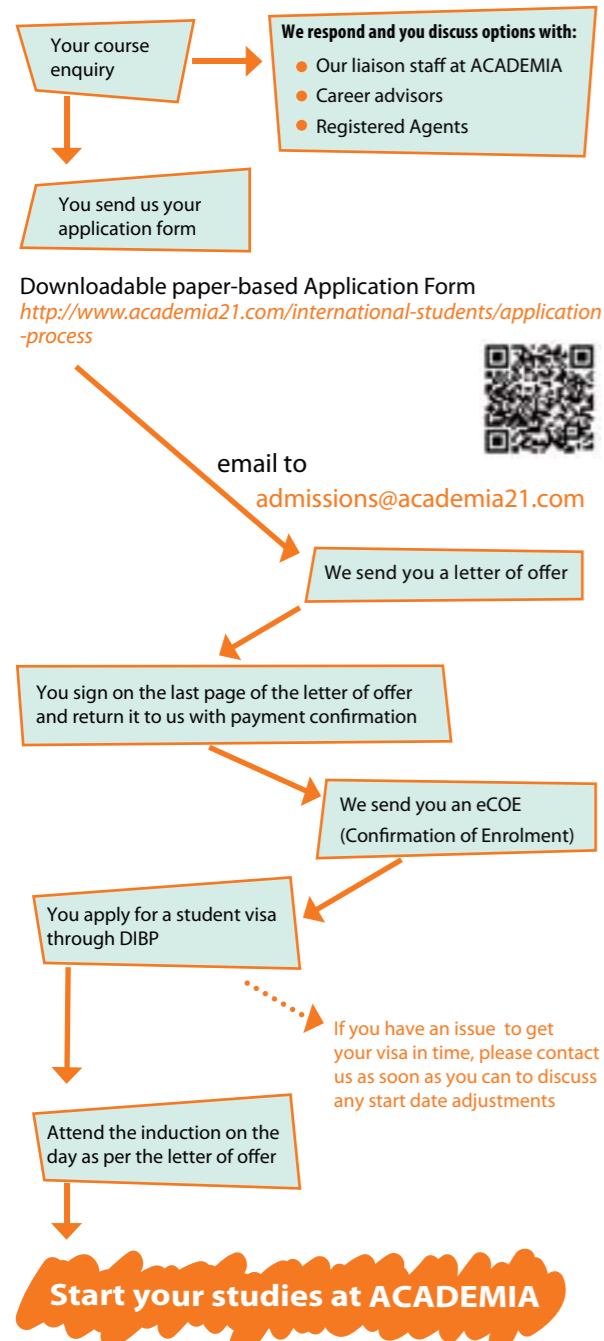 Your course
enquiry
We respond and you discuss options with:
Our liaison staff at ACADEMIA
Career advisors
Registered Agents
You send us your
application form
Downloadable paper-based Application Form
http://www.academia21.com/international-students/application
-process
email to
admissions@academia21.com
We send you a letter of offer
You sign on the last page of the letter of offer
and return it to us with payment confirmation
We send you an eCOE
(Confirmation of Enrolment)
You apply for a student visa
through DIBP
If you have an issue to get
your visa in time, please contact
us as soon as you can to discuss
any start date adjustments
Attend the induction on the
day as per the letter of offer
Start your studies at ACADEMIA